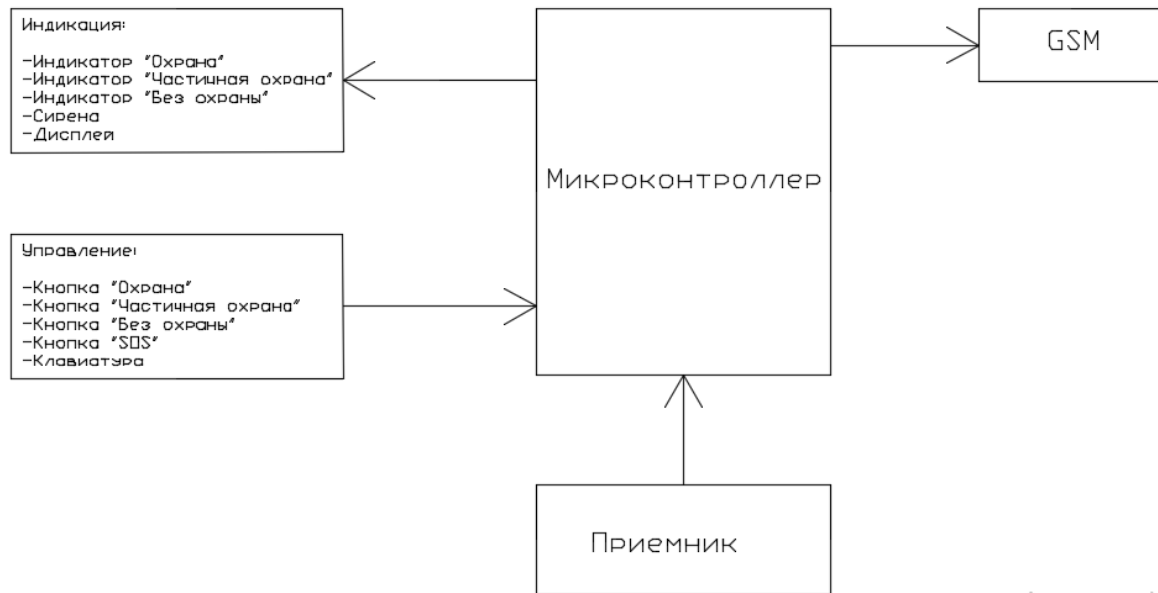 Индикация:
-Индикатор "Охрана"
-Индикатор "Частичная охрана"
-Индикатор "Без охраны"
-Сирена
-Дисплей
GSM
Микроконтроллер
Управление:
-Кнопка "Охрана"
-Кнопка "Частичная охрана"
-Кнопка "Без охраны"
-Кнопка "SOS"
-Клавиатура
Приемник